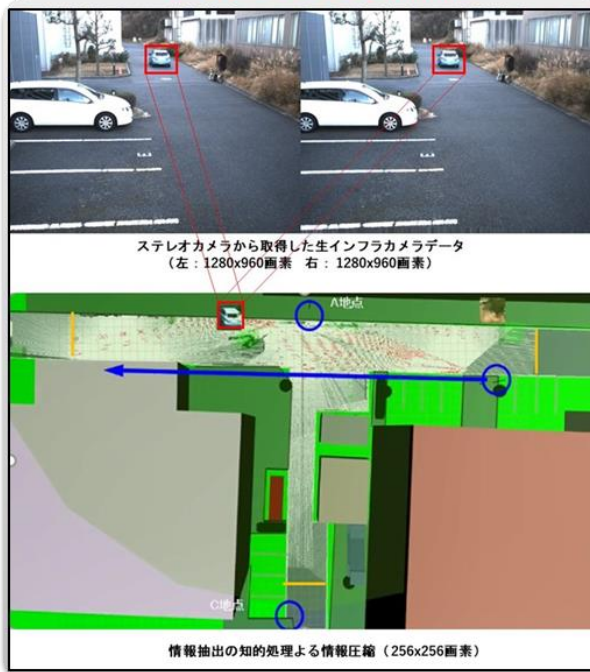 ステレオカメラから取得した生インフラカメラデータ
(左：1280x960画素 右：1280x960画素)
A地点
C地点
情報抽出の知的処理よる情報圧縮（256x256画素）